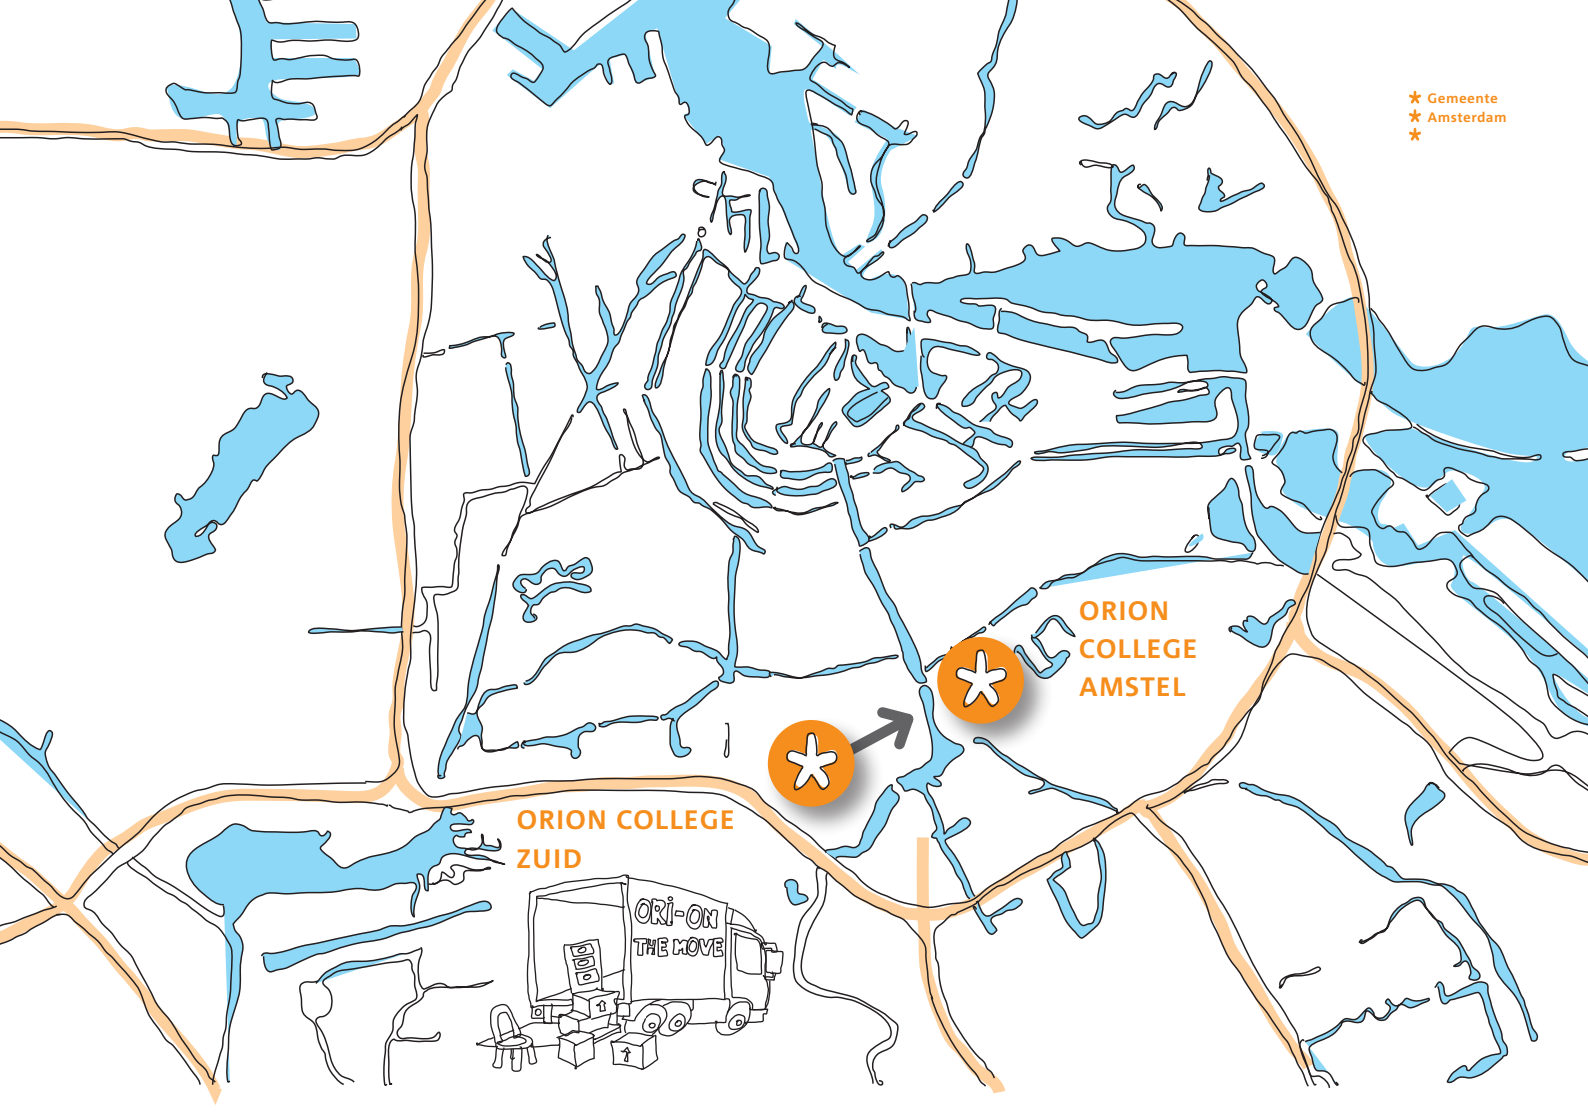 Gemeente
Amsterdam
ORION
COLLEGE
AMSTEL
ORION COLLEGE
ZUID
ORI-ON
THE MOVE